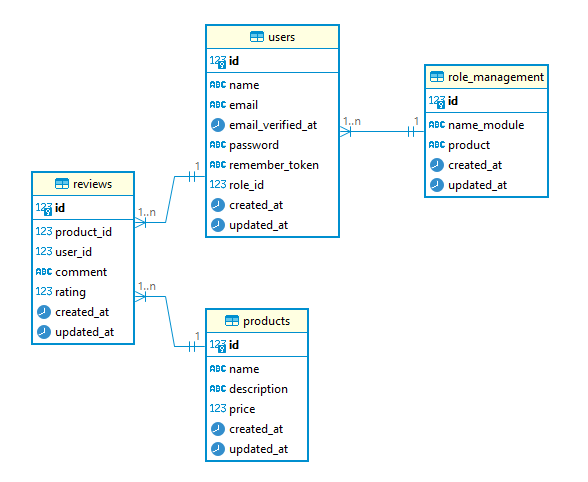 users
123 id
ABC name
ABC email
email_verified_at
ABC password
ABC remember_token
123 role_id
created_at
updated_at
role_management
123 id
ABC name_module
ABC product
created_at
updated_at
1..n
1
reviews
123 id
123 product_id
123 user_id
ABC comment
123 rating
created_at
updated_at
1
1..n
1..n
1
products
123 id
ABC name
ABC description
123 price
created_at
updated_at